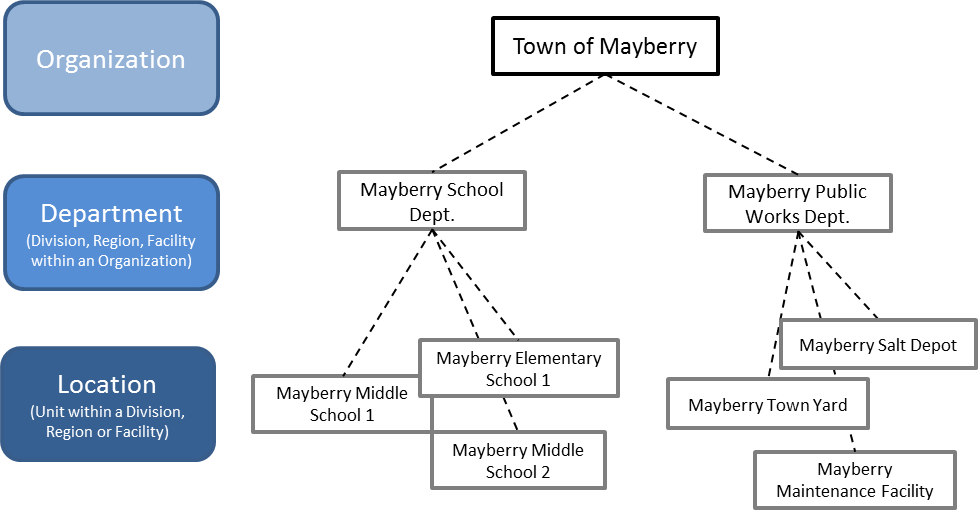 Organization
Town of Mayberry
Department
(Division, Region, Facility
within an Organization)
Mayberry School
Dept.
Mayberry Public
Works Dept.
Location
(Unit within a Division,
Region or Facility)
Mayberry Middle
School 1
Mayberry Elementary
School 1
Mayberry Middle
School 2
Mayberry Salt Depot
Mayberry Town Yard
Mayberry
Maintenance Facility